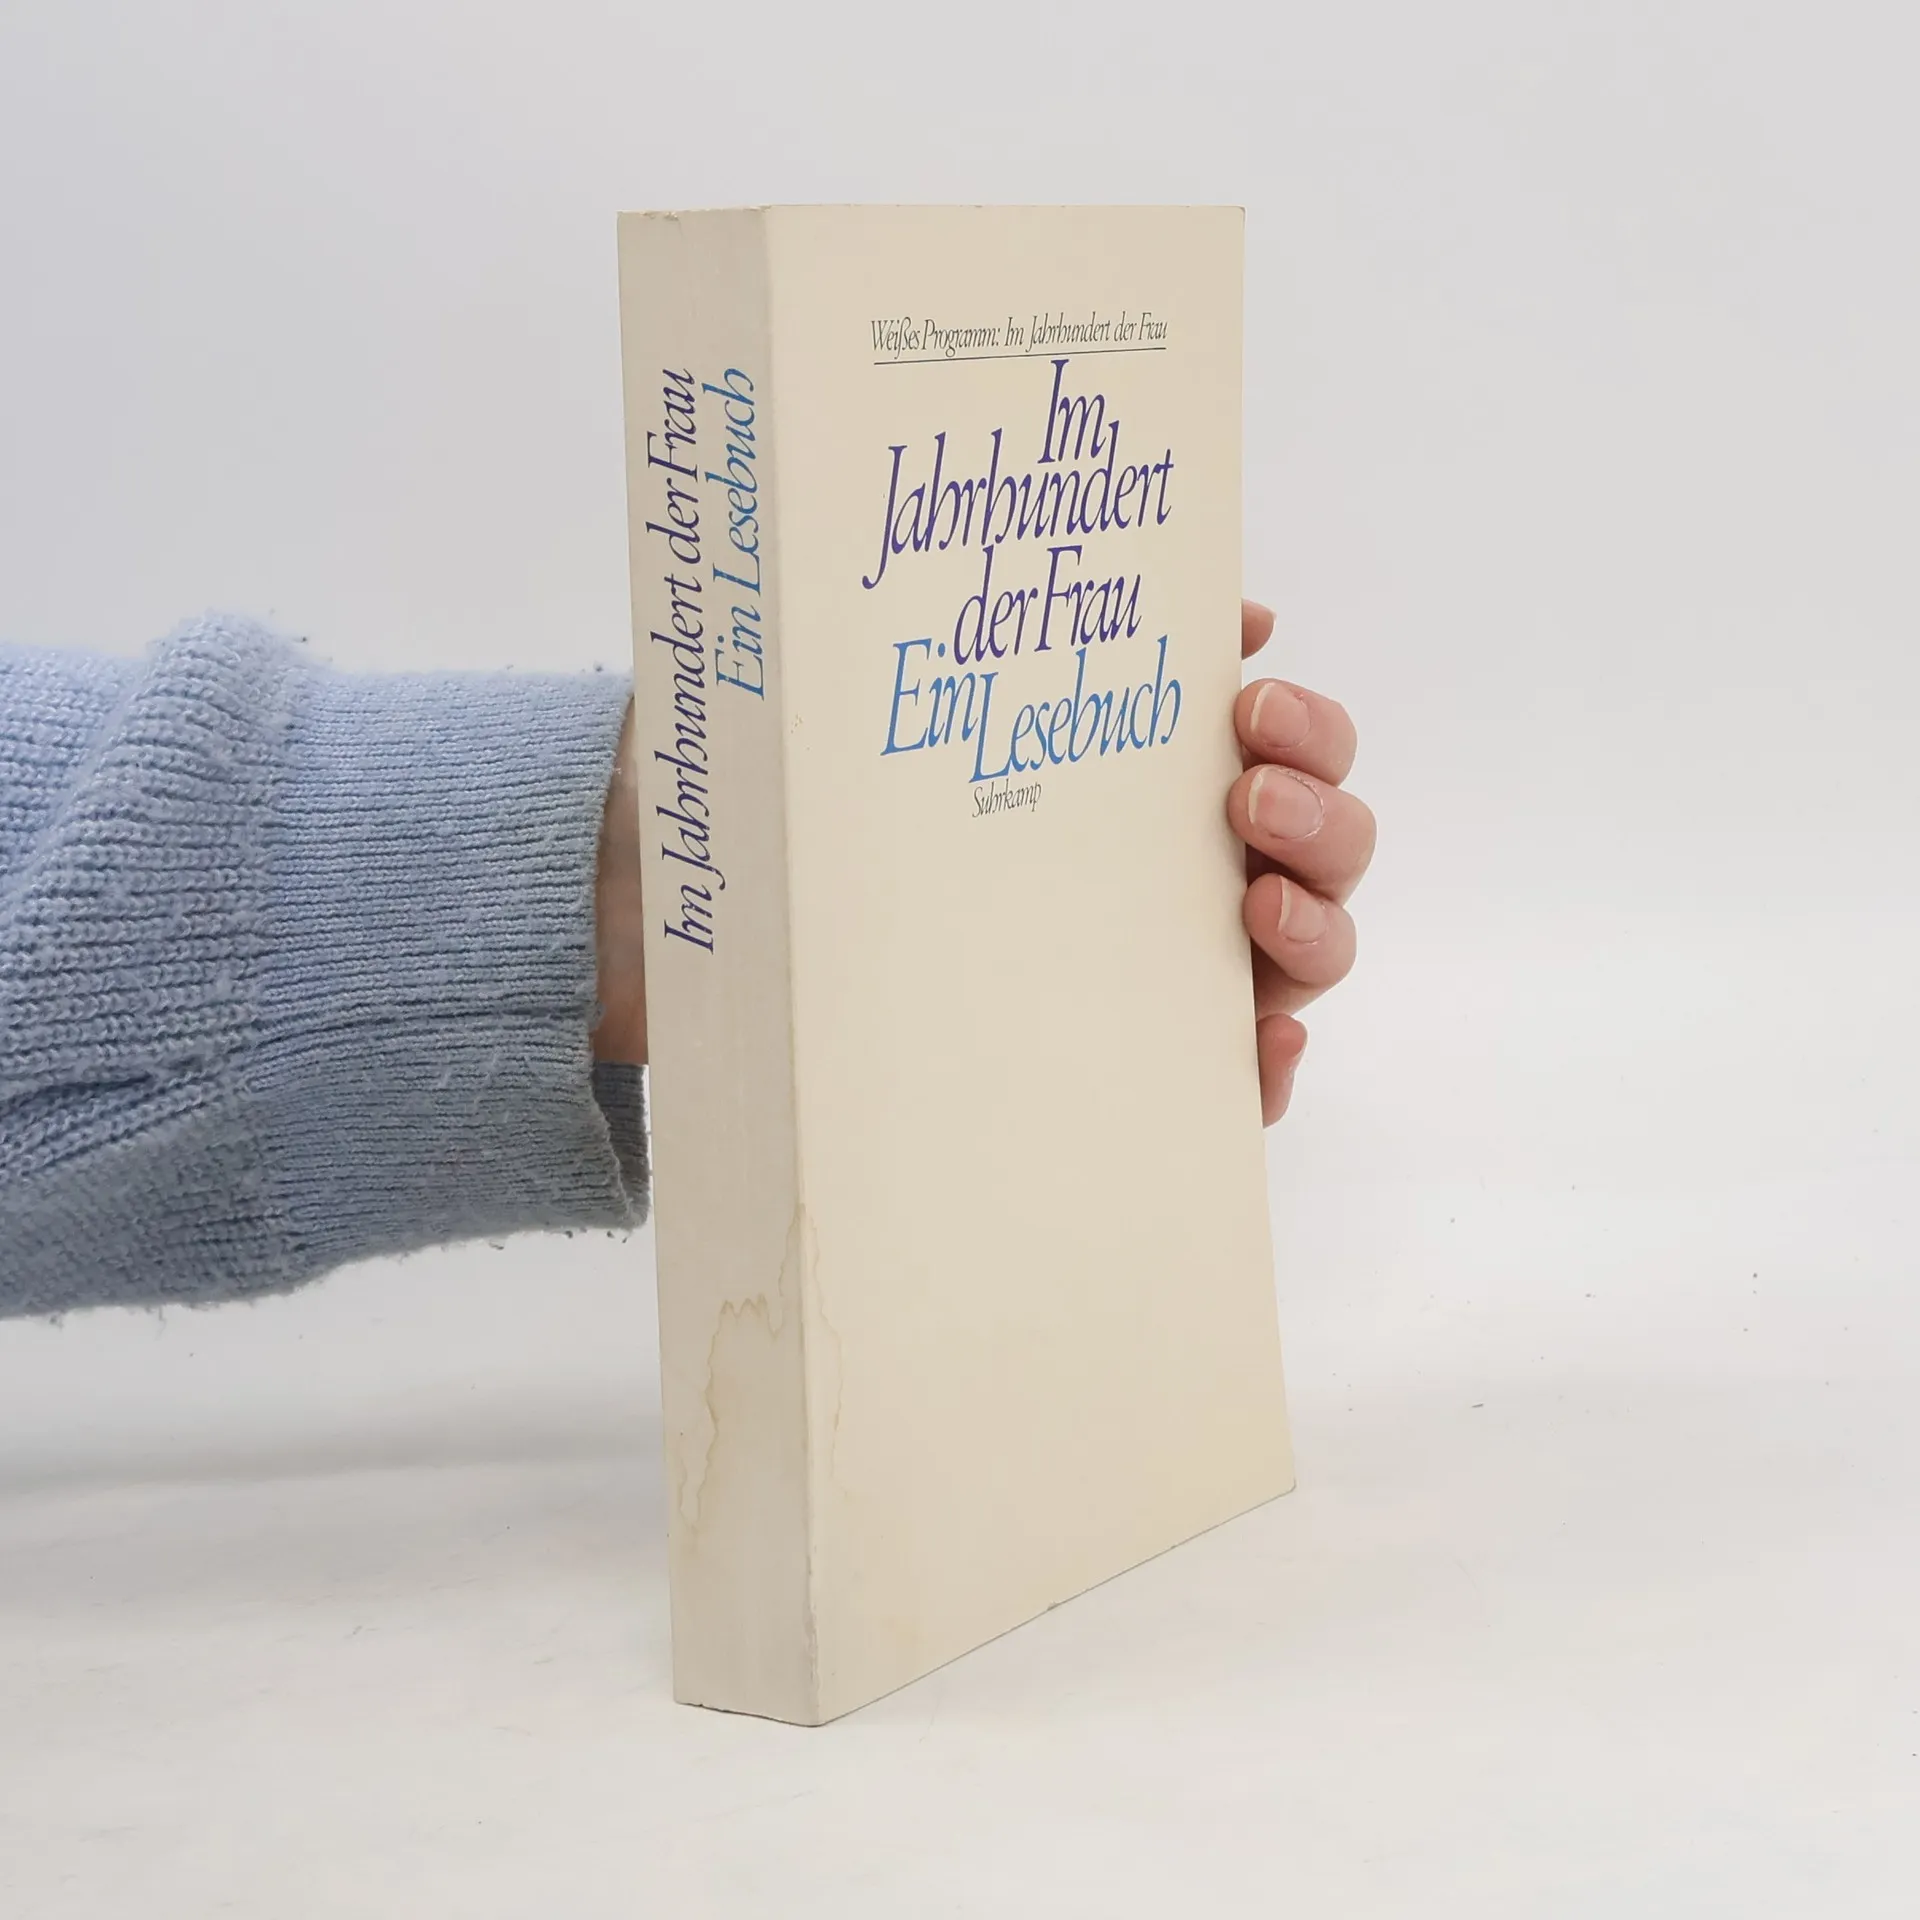 Im Jahrhundert der Frau
Ein Lesebuch
Weißes Programm: Im Jahrhundert der Frau
Im
Jahrhundert
der Frau
Ein Lesebuch
Suhrkamp